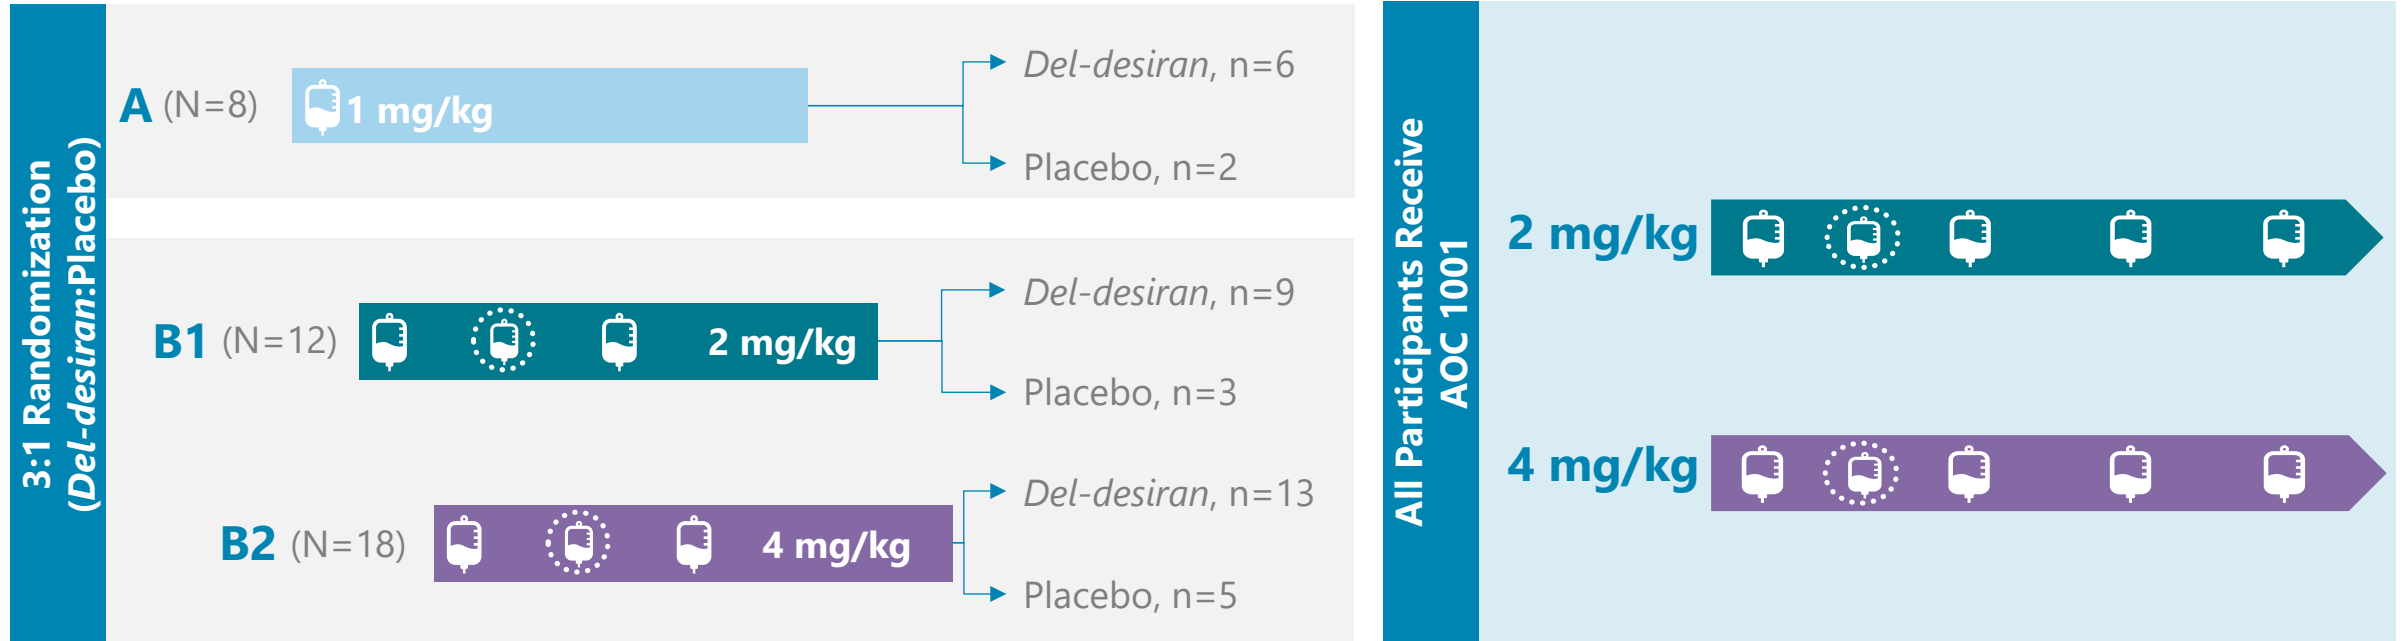 3:1 Randomization
(Del-desiran:Placebo)
A (N=8)
1 mg/kg
Del-desiran, n=6
Placebo, n=2
B1 (N=12)
2 mg/kg
Del-desiran, n=9
Placebo, n=3
B2 (N=18)
4 mg/kg
Del-desiran, n=13
Placebo, n=5
All Participants Receive
AOC 1001
2 mg/kg
4 mg/kg